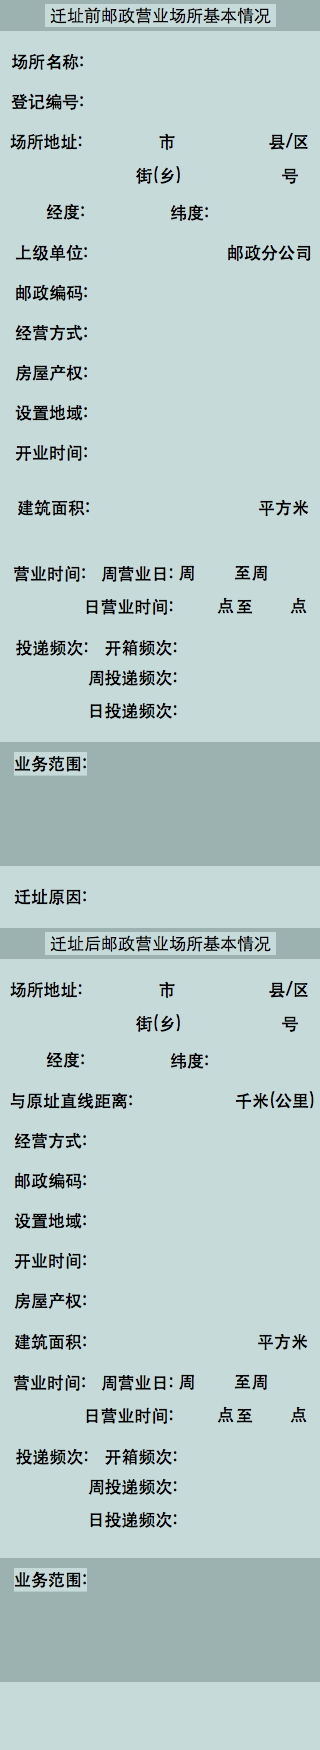 迁址前邮政营业场所基本情况
场所名称:
登记编号:
场所地址: 市 县/区
街(乡) 号
经度: 纬度:
上级单位: 邮政分公司
邮政编码:
经营方式:
房屋产权:
设置地域:
开业时间:
建筑面积: 平方米
营业时间: 周营业日: 周 至周
日营业时间: 点至 点
投递频次: 开箱频次:
周投递频次:
日投递频次:
业务范围:
迁址原因:
迁址后邮政营业场所基本情况
场所地址: 市 县/区
街(乡) 号
经度: 纬度:
与原址直线距离: 千米(公里)
经营方式:
邮政编码:
设置地域:
开业时间:
房屋产权:
建筑面积: 平方米
营业时间: 周营业日: 周 至周
日营业时间: 点至 点
投递频次: 开箱频次:
周投递频次:
日投递频次:
业务范围: